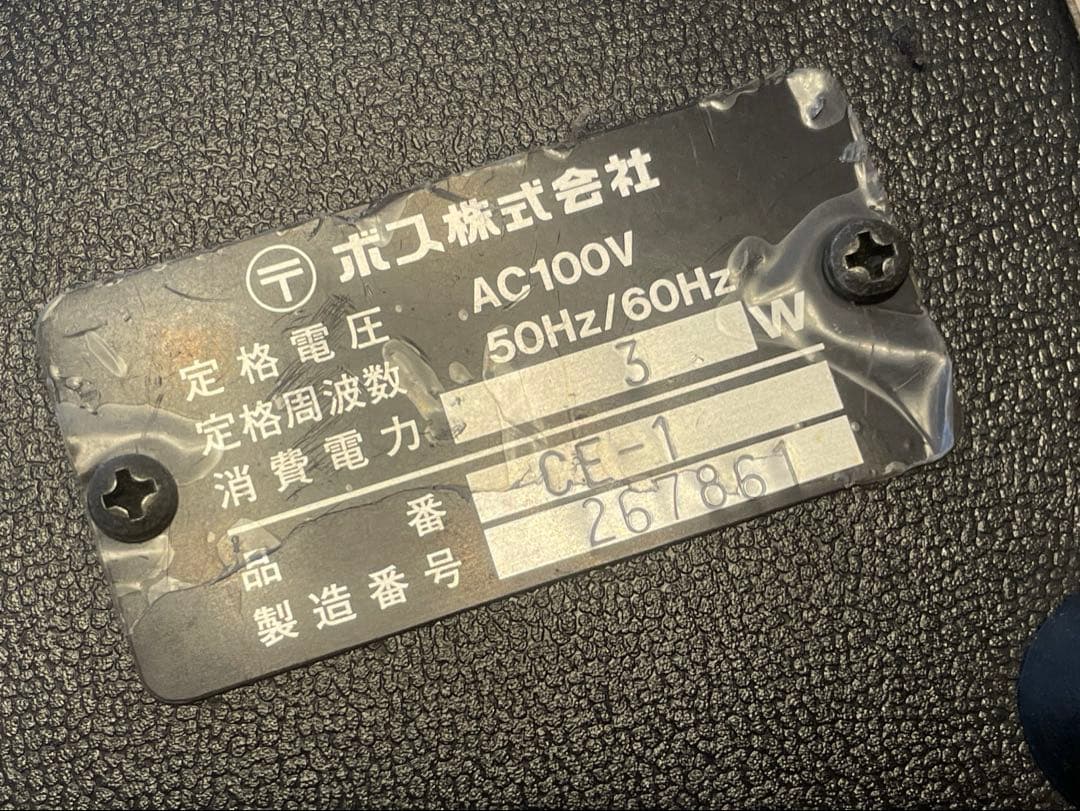 〒 ボス株式会社
定格電圧 AC100V
定格周波数 50Hz/60Hz
消費電力 3 W
品番 CE-1
製造番号 267861